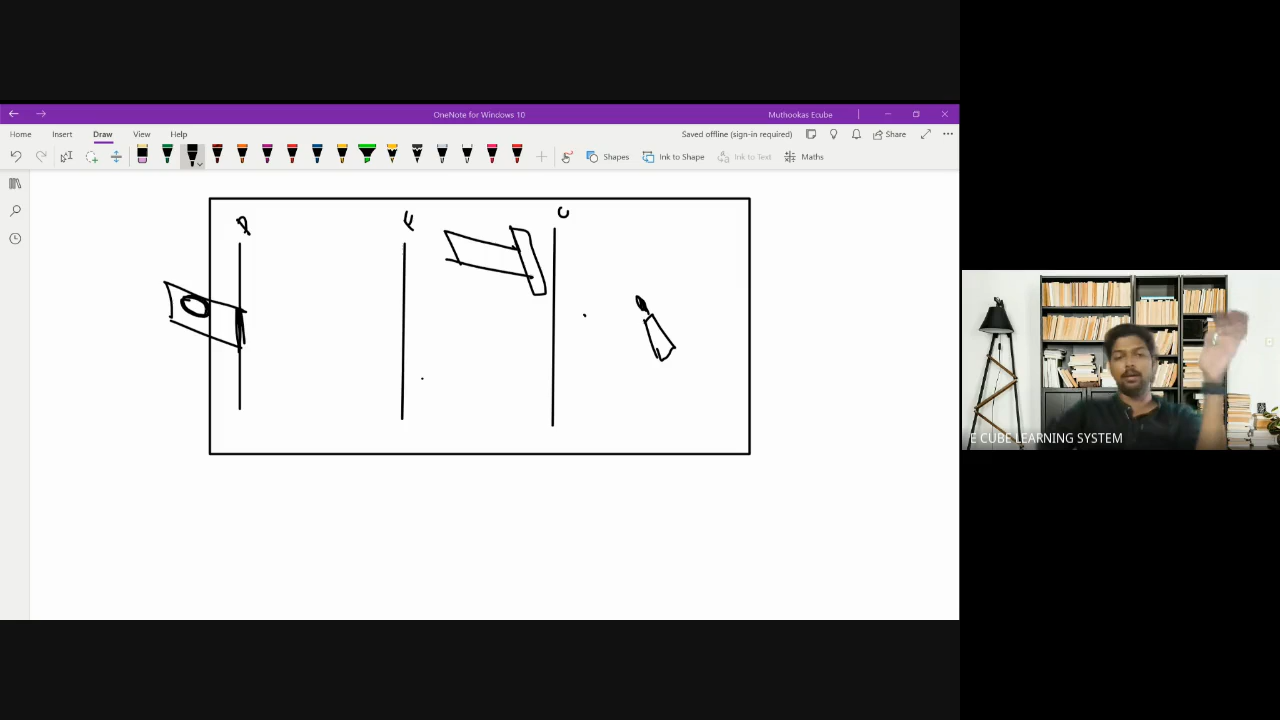 OneNote for Windows 10
Muthookas Ecube
Home Insert Draw View Help
Saved offline (sign-in required)
Share
Shapes
Ink to Shape
Ink to Text
Maths
E CUBE LEARNING SYSTEM